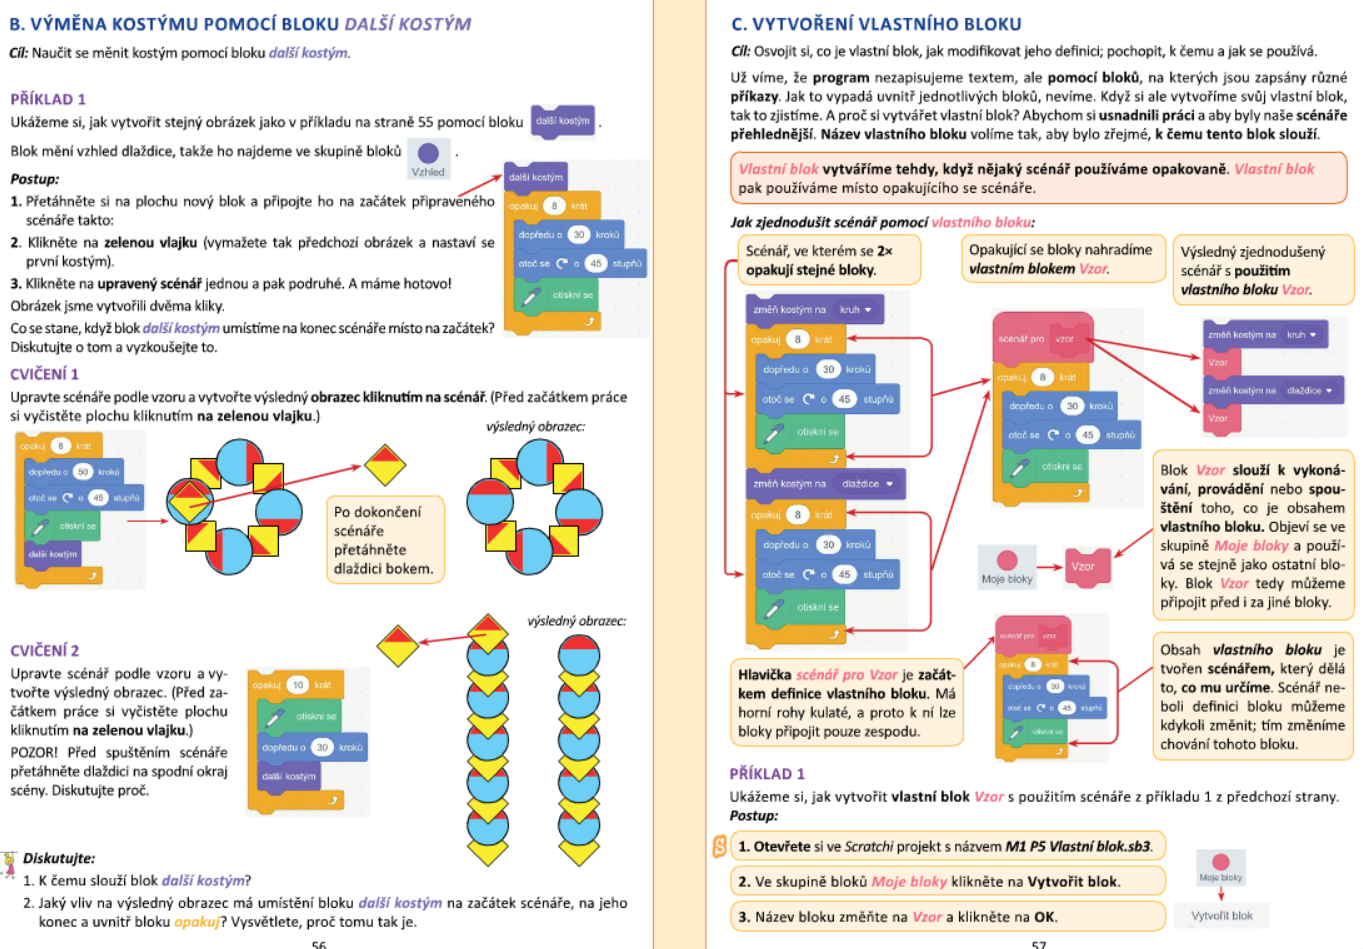 B. VÝMĚNA KOSTÝMU POMOCÍ BLOKU DALŠÍ KOSTÝM
Cíl: Naučit se měnit kostým pomocí bloku další kostým.
PŘÍKLAD 1
Ukážeme si, jak vytvořit stejný obrázek jako v příkladu na straně 55 pomocí bloku další kostým .
Blok mění vzhled dlaždice, takže ho najdeme ve skupině bloků Vzhled .
Postup:
1. Přetáhněte si na plochu nový blok a připojte ho na začátek připraveného
scénáře takto:
2. Klikněte na zelenou vlajku (vymažete tak předchozí obrázek a nastaví se
první kostým).
3. Klikněte na upravený scénář jednou a pak podruhé. A máme hotovo!
Obrázek jsme vytvořili dvěma kliky.
Co se stane, když blok další kostým umístíme na konec scénáře místo na začátek?
Diskutujte o tom a vyzkoušejte to.
další kostým
opakuj 8 krát
dopředu o 30 kroků
otoč se o 45 stupňů
otiskni se
CVIČENÍ 1
Upravte scénáře podle vzoru a vytvořte výsledný obrazec kliknutím na scénář. (Před začátkem práce
si vyčistěte plochu kliknutím na zelenou vlajku.)
výsledný obrazec:
opakuj 8 krát
dopředu o 50 kroků
otoč se o 45 stupňů
otiskni se
další kostým
Po dokončení
scénáře
přetáhněte
dlaždici bokem.
CVIČENÍ 2
Upravte scénář podle vzoru a vy-
tvořte výsledný obrazec. (Před za-
čátkem práce si vyčistěte plochu
kliknutím na zelenou vlajku.)
POZOR! Před spuštěním scénáře
přetáhněte dlaždici na spodní okraj
scény. Diskutujte proč.
opakuj 10 krát
otiskni se
dopředu o 30 kroků
další kostým
výsledný obrazec:
Diskutujte:
1. K čemu slouží blok další kostým?
2. Jaký vliv na výsledný obrazec má umístění bloku další kostým na začátek scénáře, na jeho
konec a uvnitř bloku opakuj? Vysvětlete, proč tomu tak je.
56
C. VYTVOŘENÍ VLASTNÍHO BLOKU
Cíl: Osvojit si, co je vlastní blok, jak modifikovat jeho definici; pochopit, k čemu a jak se používá.
Už víme, že program nezapisujeme textem, ale pomocí bloků, na kterých jsou zapsány různé
příkazy. Jak to vypadá uvnitř jednotlivých bloků, nevíme. Když si ale vytvoříme svůj vlastní blok,
tak to zjistíme. A proč si vytvářet vlastní blok? Abychom si usnadnili práci a aby byly naše scénáře
přehlednější. Název vlastního bloku volíme tak, aby bylo zřejmé, k čemu tento blok slouží.
Vlastní blok vytváříme tehdy, když nějaký scénář používáme opakovaně. Vlastní blok
pak používáme místo opakujícího se scénáře.
Jak zjednodušit scénář pomocí vlastního bloku:
Scénář, ve kterém se 2×
opakují stejné bloky.
Opakující se bloky nahradíme
vlastním blokem Vzor.
Výsledný zjednodušený
scénář s použitím
vlastního bloku Vzor.
změň kostým na kruh
opakuj 8 krát
dopředu o 30 kroků
otoč se o 45 stupňů
otiskni se
změň kostým na dlaždice
opakuj 8 krát
dopředu o 30 kroků
otoč se o 45 stupňů
otiskni se
scénář pro vzor
opakuj 8 krát
dopředu o 30 kroků
otoč se o 45 stupňů
otiskni se
změň kostým na kruh
Vzor
změň kostým na dlaždice
Vzor
Moje bloky
Vzor
Blok Vzor slouží k vykoná-
vání, provádění nebo spou-
štění toho, co je obsahem
vlastního bloku. Objeví se ve
skupině Moje bloky a použí-
vá se stejně jako ostatní blo-
ky. Blok Vzor tedy můžeme
připojit před i za jiné bloky.
Hlavička scénář pro Vzor je začát-
kem definice vlastního bloku. Má
horní rohy kulaté, a proto k ní lze
bloky připojit pouze zespodu.
scénář pro vzor
opakuj 8 krát
dopředu o 30 kroků
otoč se o 45 stupňů
otiskni se
Obsah vlastního bloku je
tvořen scénářem, který dělá
to, co mu určíme. Scénář ne-
boli definici bloku můžeme
kdykoli změnit; tím změníme
chování tohoto bloku.
PŘÍKLAD 1
Ukážeme si, jak vytvořit vlastní blok Vzor s použitím scénáře z příkladu 1 z předchozí strany.
Postup:
1. Otevřete si ve Scratchi projekt s názvem M1 P5 Vlastní blok.sb3.
2. Ve skupině bloků Moje bloky klikněte na Vytvořit blok.
3. Název bloku změňte na Vzor a klikněte na OK.
Moje bloky
Vytvořit blok
57